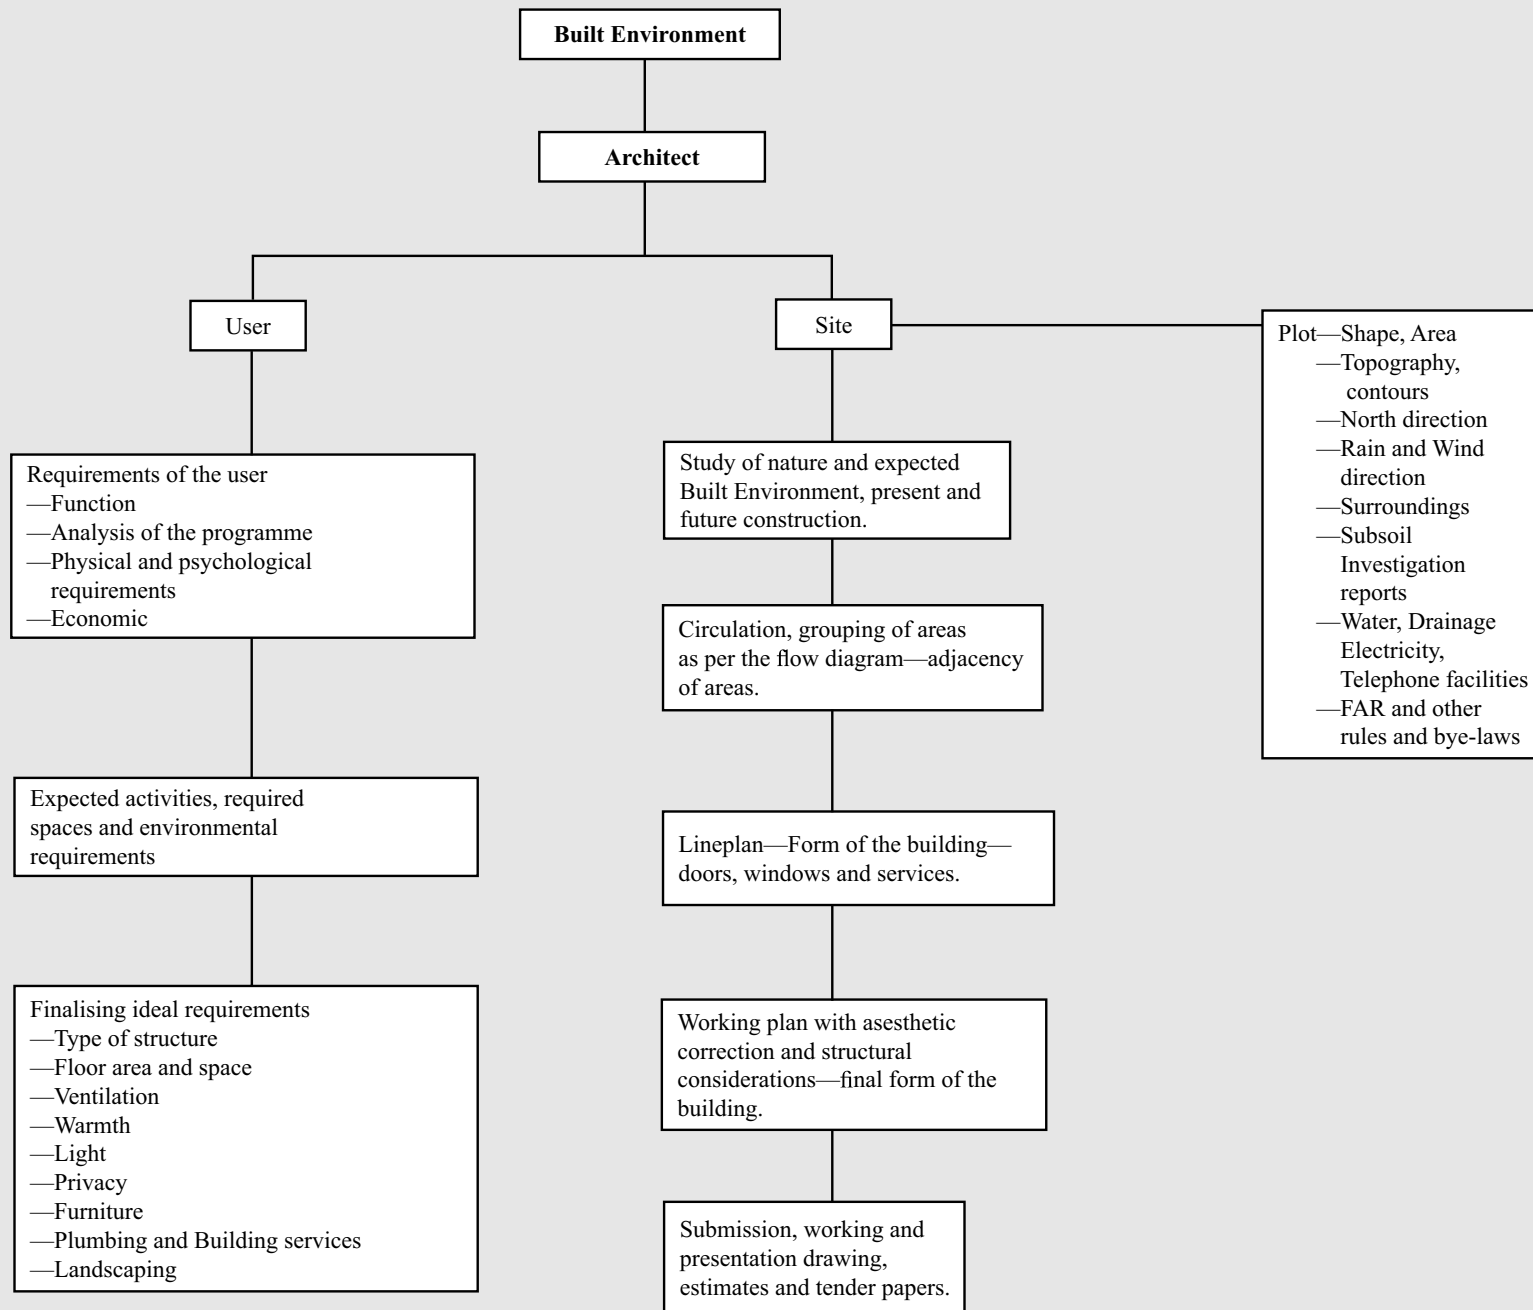 Built Environment
Architect
User
Site
Plot—Shape, Area
—Topography,
contours
—North direction
—Rain and Wind
direction
—Surroundings
—Subsoil
Investigation
reports
—Water, Drainage
Electricity,
Telephone facilities
—FAR and other
rules and bye-laws
Requirements of the user
—Function
—Analysis of the programme
—Physical and psychological
requirements
—Economic
Expected activities, required
spaces and environmental
requirements
Finalising ideal requirements
—Type of structure
—Floor area and space
—Ventilation
—Warmth
—Light
—Privacy
—Furniture
—Plumbing and Building services
—Landscaping
Study of nature and expected
Built Environment, present and
future construction.
Circulation, grouping of areas
as per the flow diagram—adjacency
of areas.
Lineplan—Form of the building—
doors, windows and services.
Working plan with asesthetic
correction and structural
considerations—final form of the
building.
Submission, working and
presentation drawing,
estimates and tender papers.